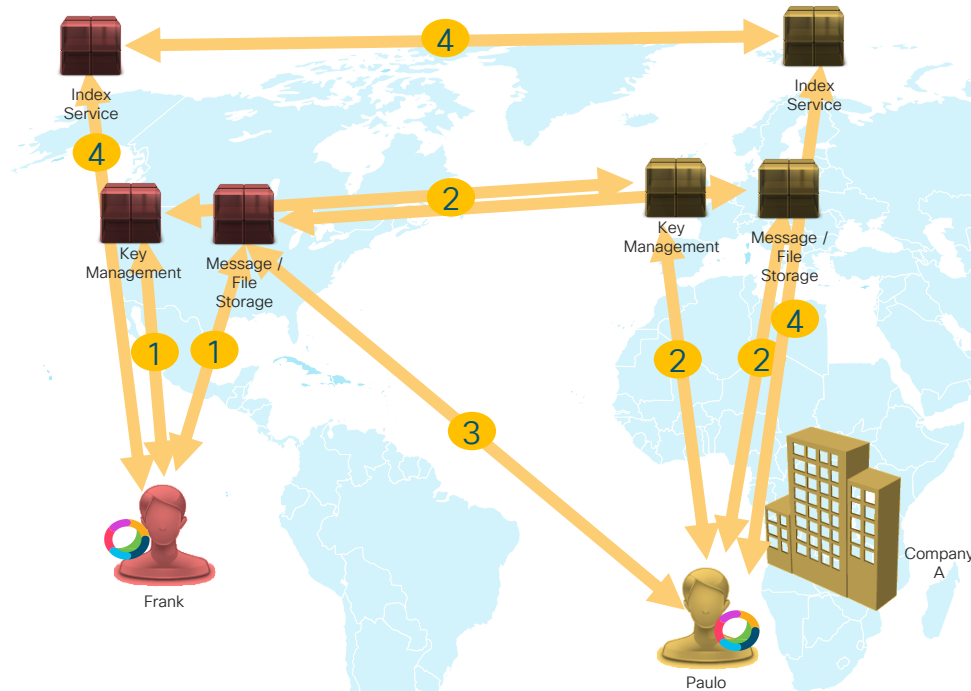 4
Index
Service
Index
Service
4
2
Key
Management
Message /
File
Storage
Key
Management
Message /
File
Storage
4
1
1
2
2
3
Company
A
Frank
Paulo